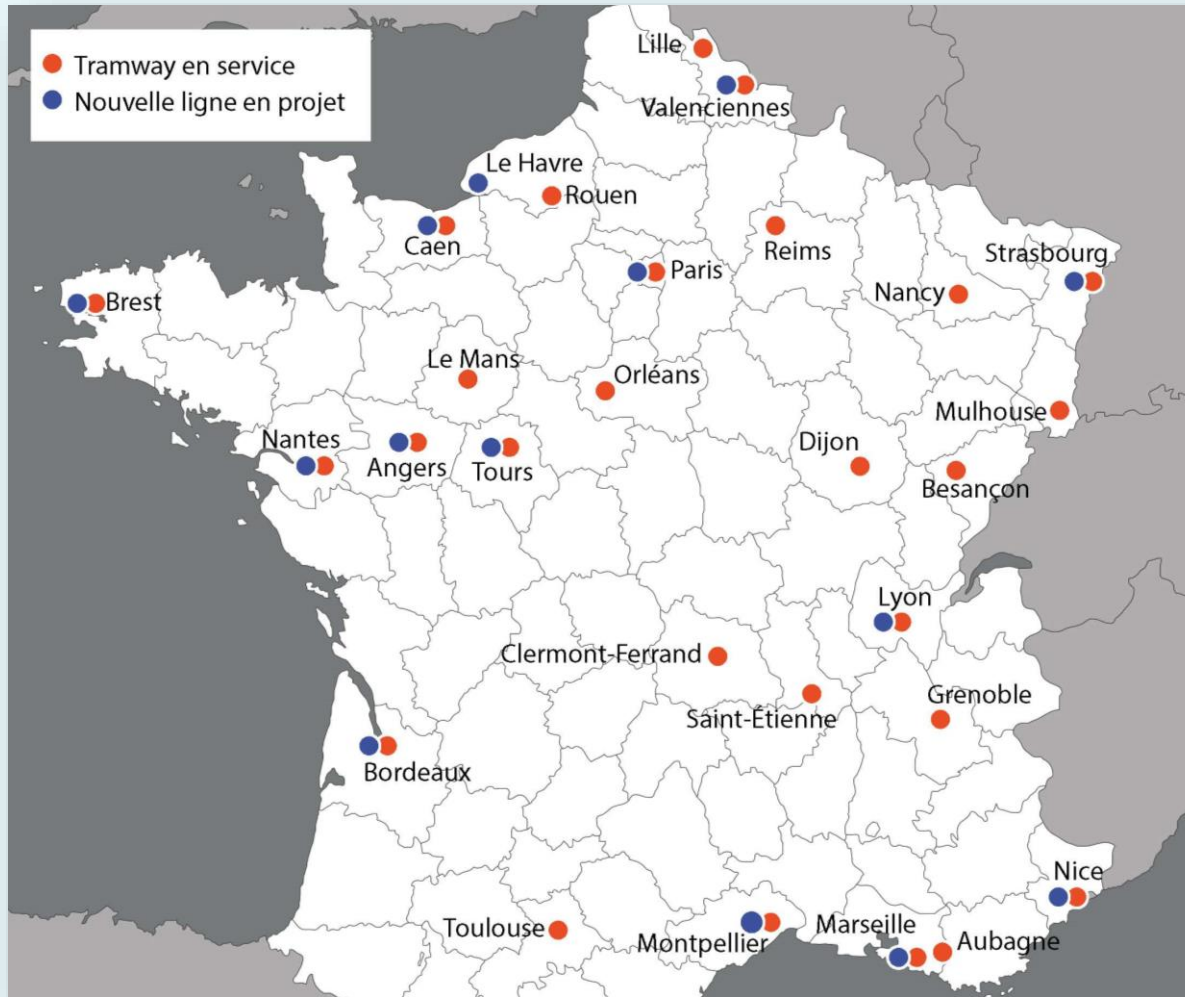 Tramway en service
Nouvelle ligne en projet
Lille
Valenciennes
Le Havre
Rouen
Caen
Reims
Strasbourg
Paris
Nancy
Brest
Le Mans
Orléans
Mulhouse
Nantes
Angers
Tours
Dijon
Besançon
Lyon
Clermont-Ferrand
Saint-Étienne
Grenoble
Bordeaux
Nice
Toulouse
Montpellier
Marseille
Aubagne